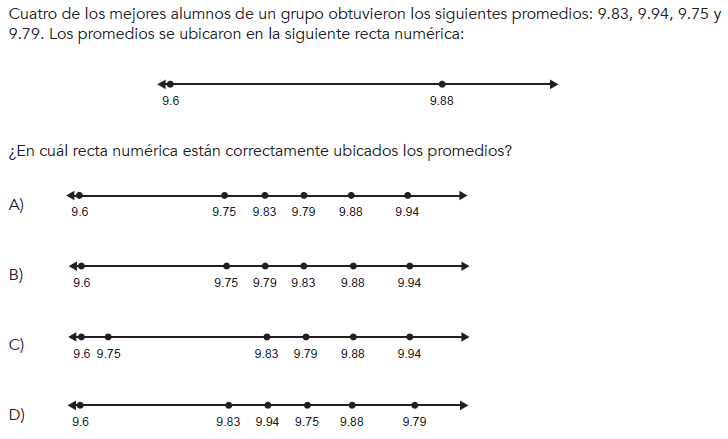 Cuatro de los mejores alumnos de un grupo obtuvieron los siguientes promedios: 9.83, 9.94, 9.75 y
9.79. Los promedios se ubicaron en la siguiente recta numérica:
9.6 9.88
¿En cuál recta numérica están correctamente ubicados los promedios?
A) 9.6 9.75 9.83 9.79 9.88 9.94
B) 9.6 9.75 9.79 9.83 9.88 9.94
C) 9.6 9.75 9.83 9.79 9.88 9.94
D) 9.6 9.83 9.94 9.75 9.88 9.79